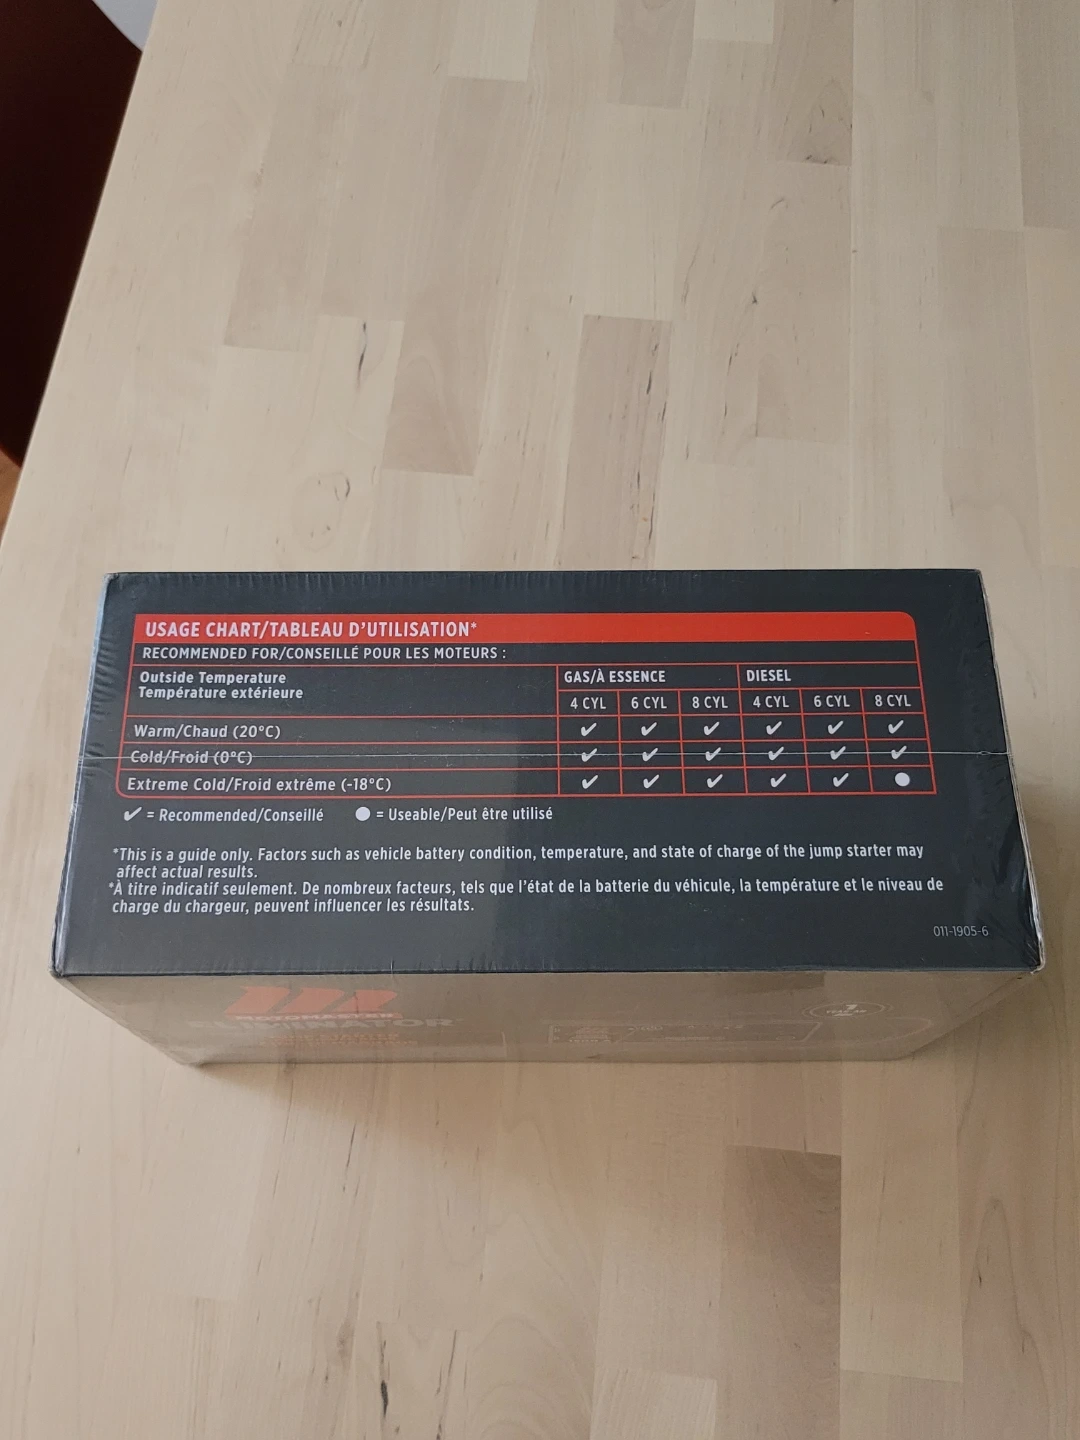 USAGE CHART/TABLEAU D'UTILISATION*
RECOMMENDED FOR/CONSEILLÉ POUR LES MOTEURS :
Outside Temperature
Température extérieure
GAS/À ESSENCE DIESEL
4 CYL 6 CYL 8 CYL 4 CYL 6 CYL 8 CYL
Warm/Chaud (20°C) ✔ ✔ ✔ ✔ ✔ ✔
Cold/Froid (0°C) ✔ ✔ ✔ ✔ ✔ ✔
Extreme Cold/Froid extrême (-18°C) ✔ ✔ ✔ ✔ ✔ ●
✔ = Recommended/Conseillé ● = Useable/Peut être utilisé
*This is a guide only. Factors such as vehicle battery condition, temperature, and state of charge of the jump starter may
affect actual results.
*À titre indicatif seulement. De nombreux facteurs, tels que l'état de la batterie du véhicule, la température et le niveau de
charge du chargeur, peuvent influencer les résultats.
011-1905-6
MOTOMASTER
ELIMINATOR